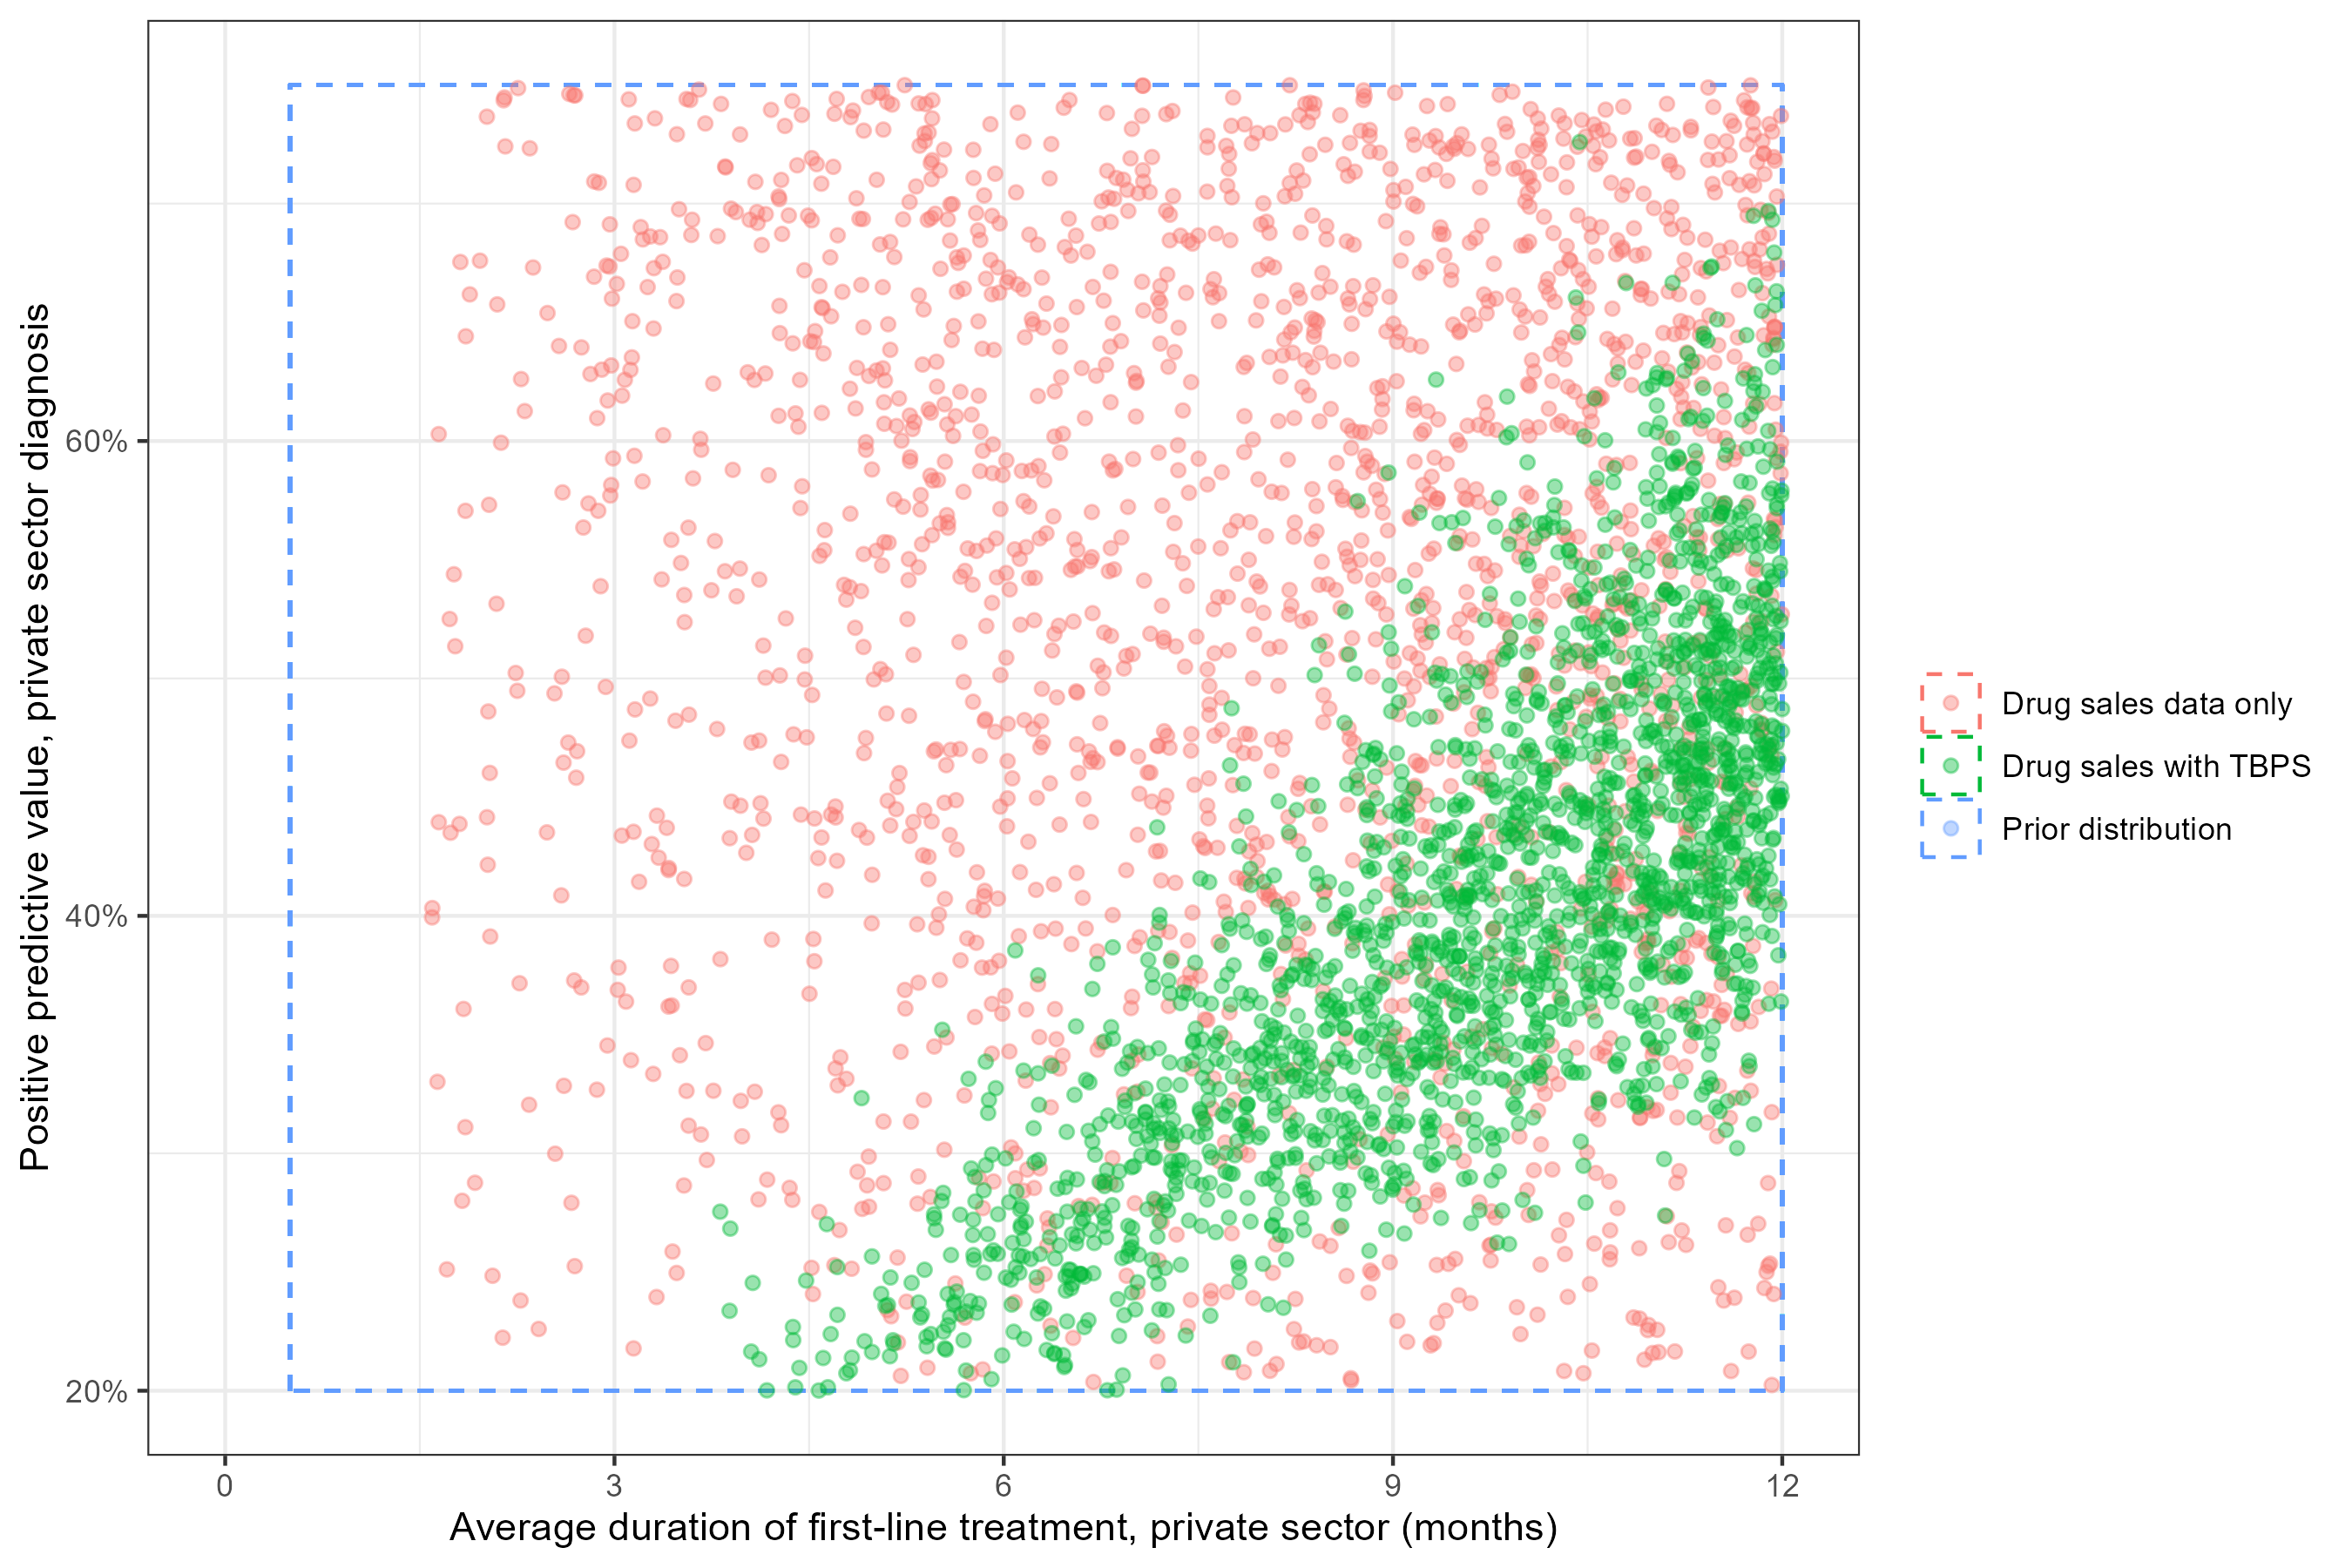 Positive predictive value, private sector diagnosis
60%
40%
20%
0
3
6
9
12
Average duration of first-line treatment, private sector (months)
Drug sales data only
Drug sales with TBPS
Prior distribution